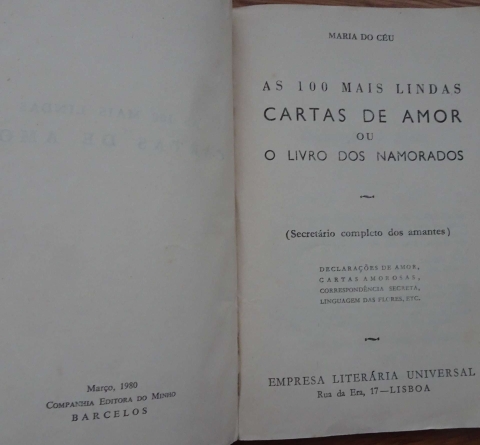 Março, 1980
COMPANHIA EDITORA DO MINHO
BARCELOS
MARIA DO CÉU
AS 100 MAIS LINDAS
CARTAS DE AMOR
OU
O LIVRO DOS NAMORADOS
(Secretário completo dos amantes)
DECLARAÇÕES DE AMOR,
CARTAS AMOROSAS,
CORRESPONDÊNCIA SECRETA,
LINGUAGEM DAS FLORES, ETC.
EMPRESA LITERÁRIA UNIVERSAL
Rua da Era, 17—LISBOA